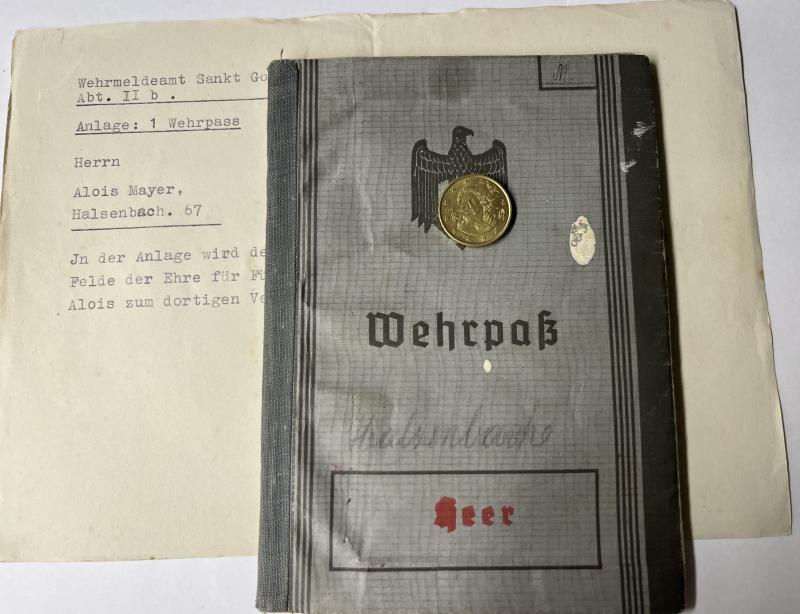 Wehrmeldeamt Sankt Go
Abt. II b .
Anlage: 1 Wehrpass
Herrn
Alois Mayer,
Halsenbach. 67
Jn der Anlage wird de
Felde der Ehre für Fü
Alois zum dortigen Ve
M
Wehrpaß
Halsenbach
Heer